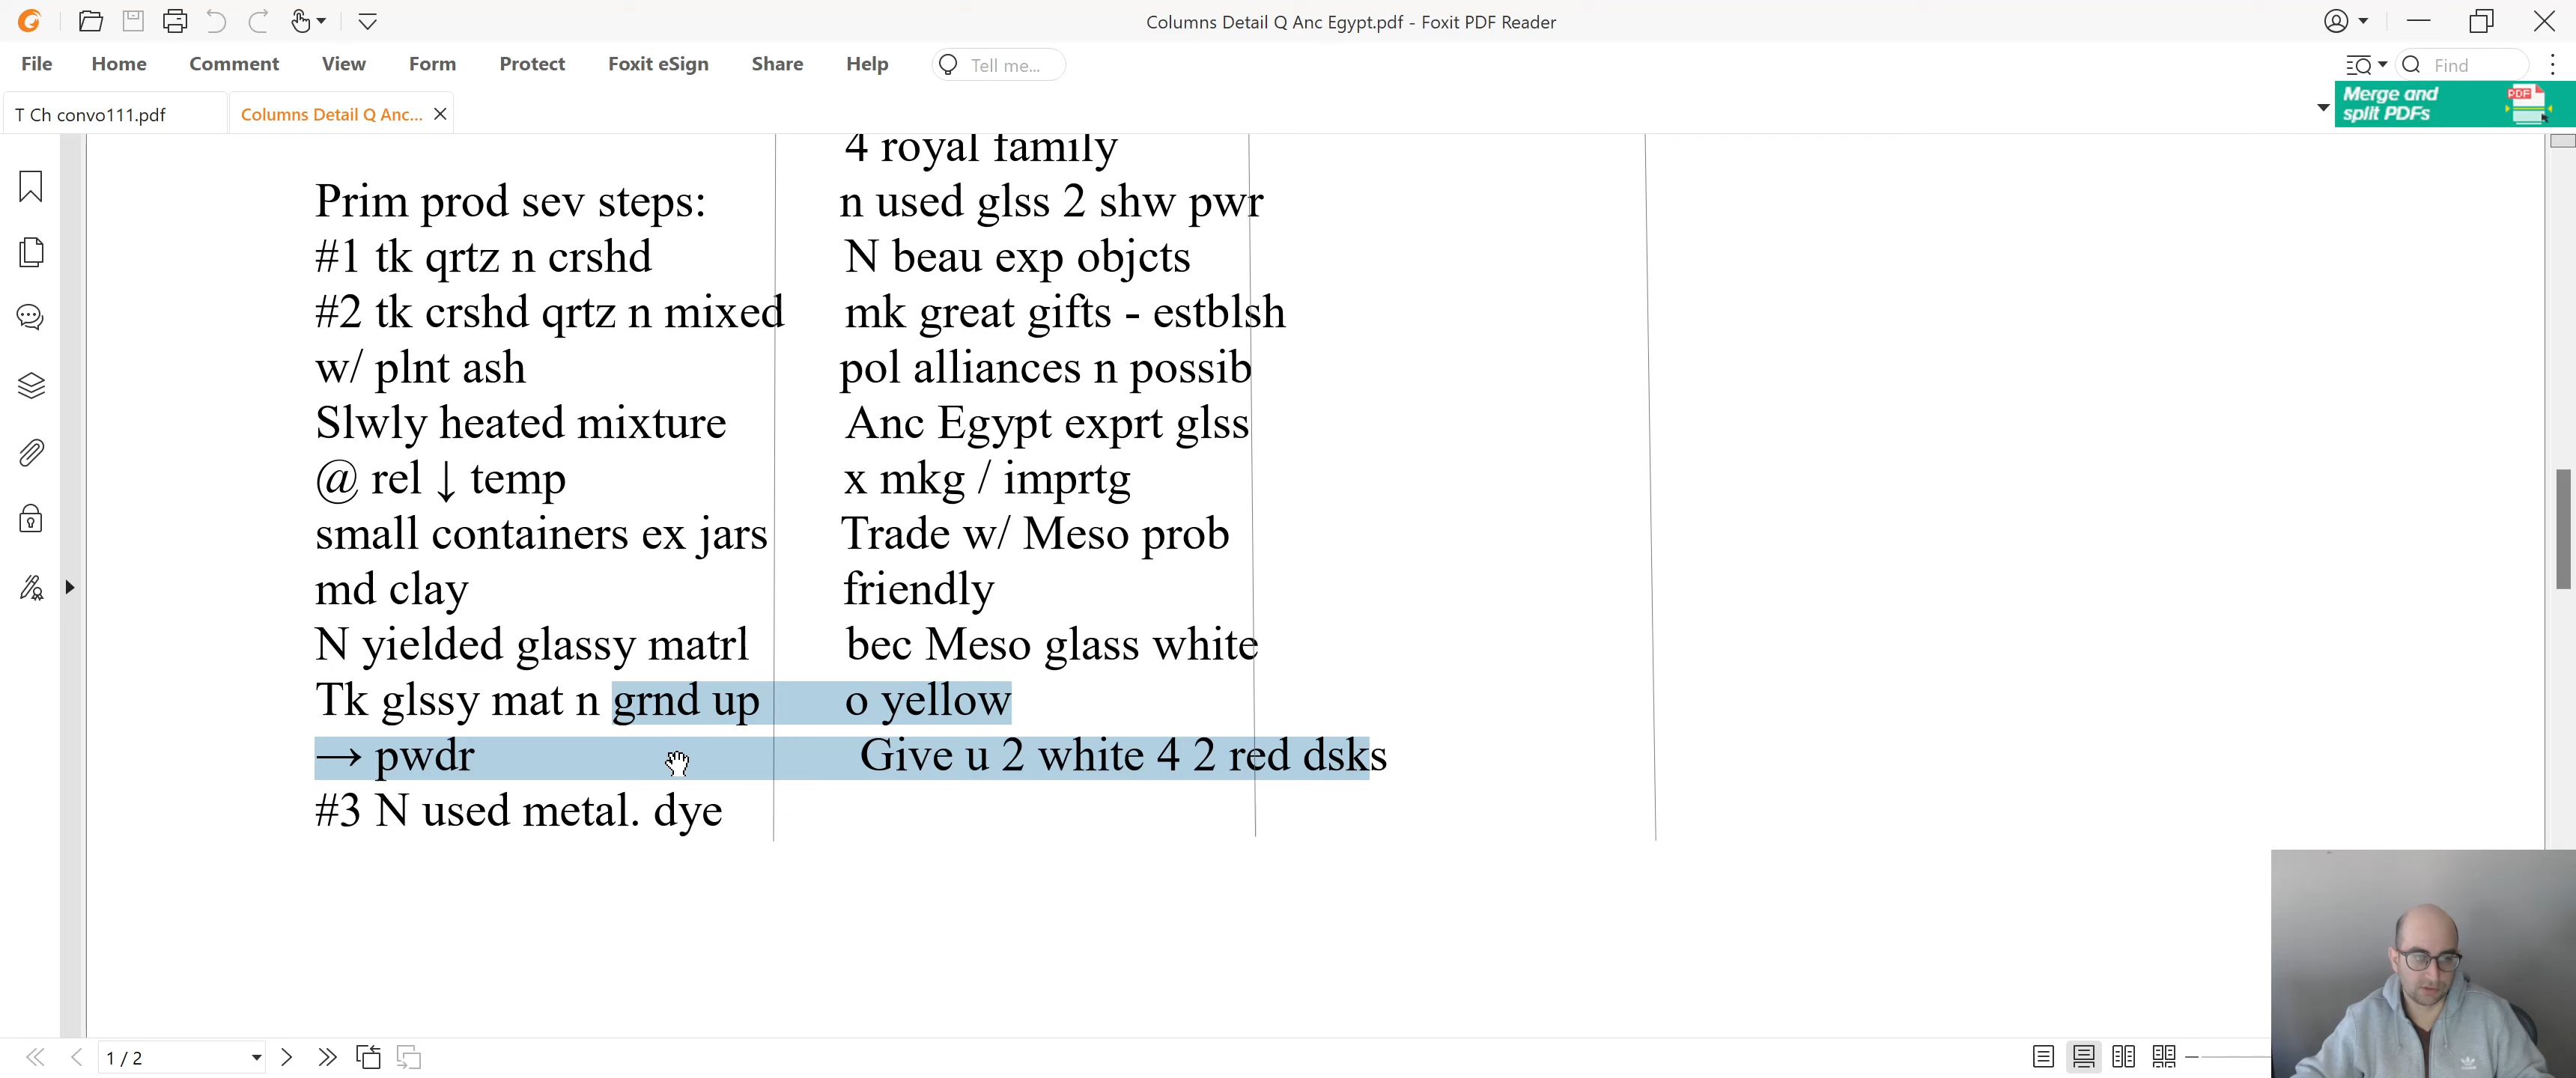 Columns Detail Q Anc Egypt.pdf - Foxit PDF Reader
File Home Comment View Form Protect Foxit eSign Share Help Tell me... Find
T Ch convo111.pdf
Columns Detail Q Anc...
Merge and
split PDFs
PDF
Prim prod sev steps:
#1 tk qrtz n crshd
#2 tk crshd qrtz n mixed
w/ plnt ash
Slwly heated mixture
@ rel ↓ temp
small containers ex jars
md clay
N yielded glassy matrl
Tk glssy mat n grnd up
→ pwdr
#3 N used metal. dye
4 royal family
n used glss 2 shw pwr
N beau exp objcts
mk great gifts - estblsh
pol alliances n possib
Anc Egypt exprt glss
x mkg / imprtg
Trade w/ Meso prob
friendly
bec Meso glass white
o yellow
Give u 2 white 4 2 red dsks
1 / 2